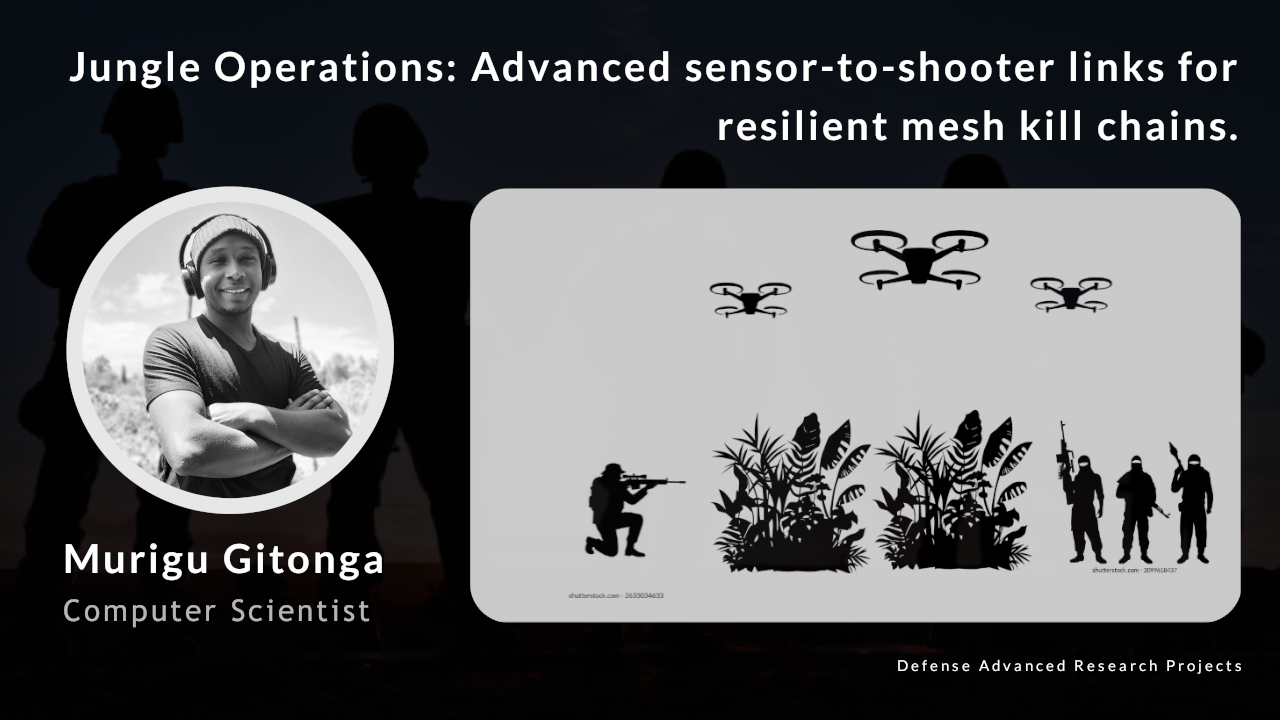 Jungle Operations: Advanced sensor-to-shooter links for
resilient mesh kill chains.
Murigu Gitonga
Computer Scientist
shutterstock.com · 2633034633
shutterstock.com · 2099618437
Defense Advanced Research Projects